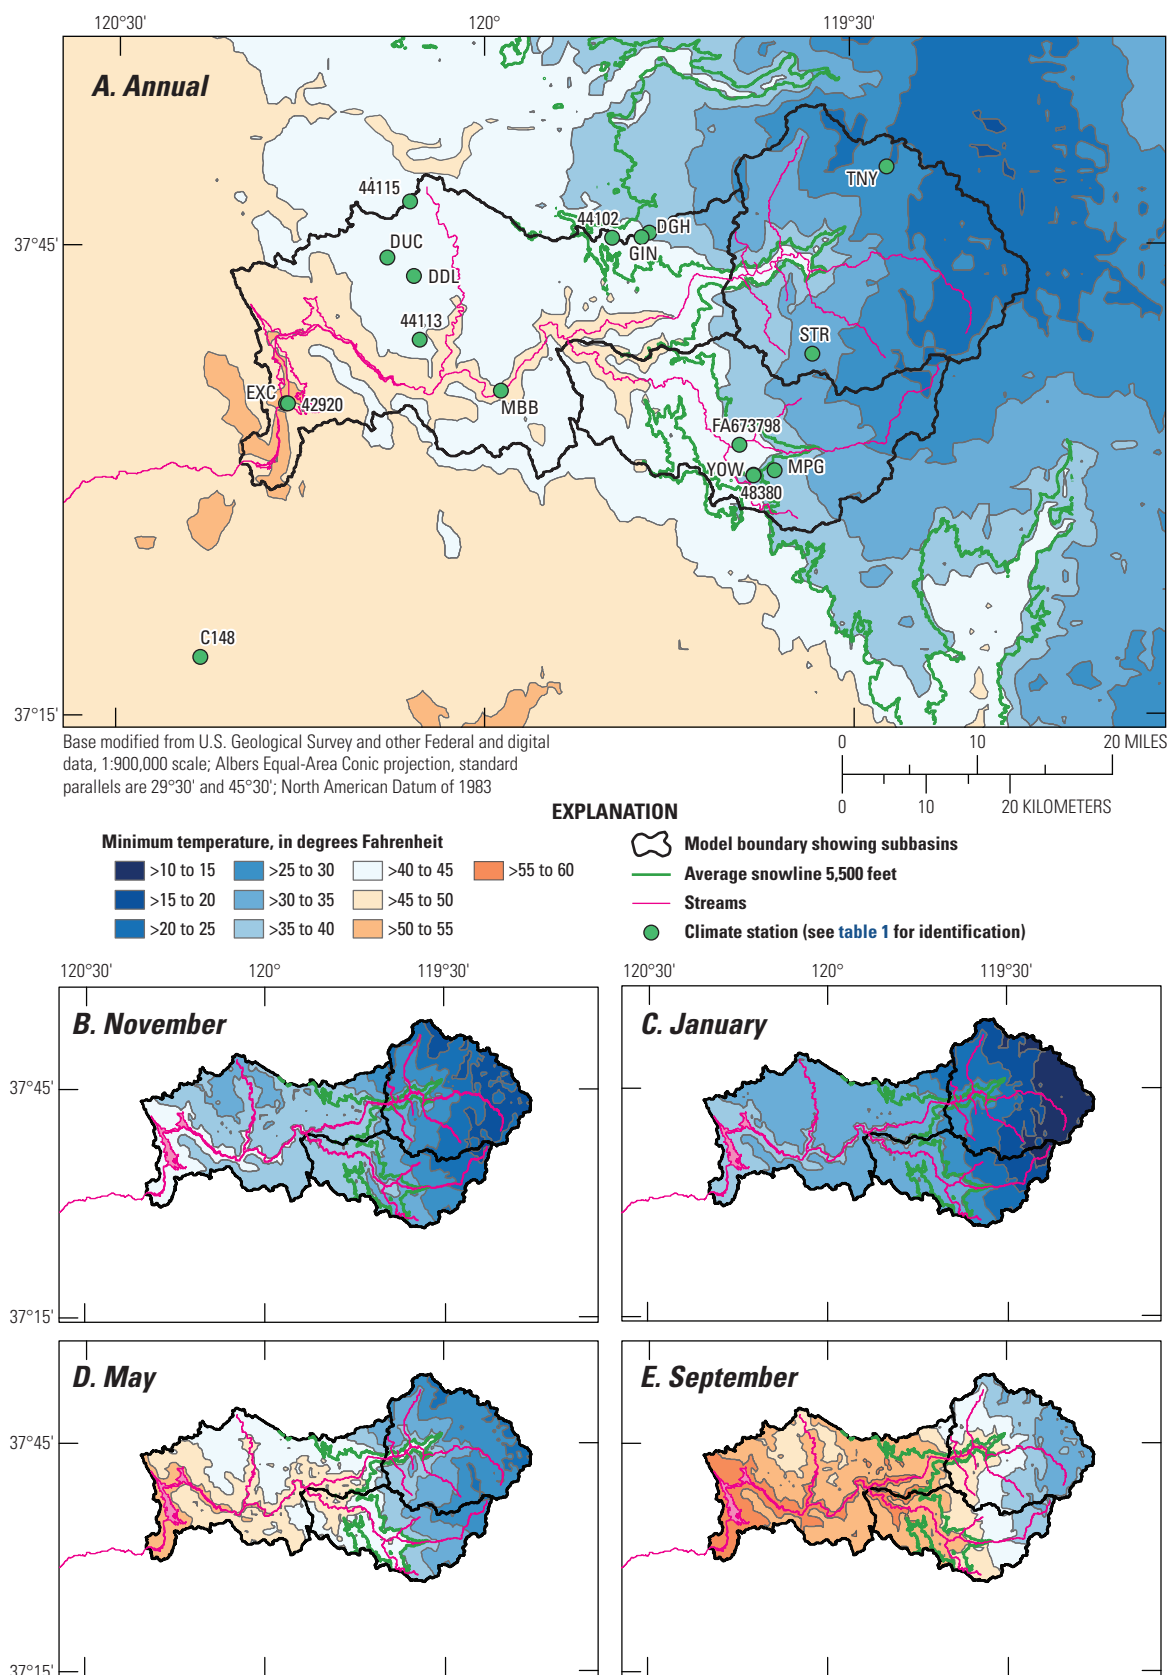 120°30' 120° 119°30'
A. Annual
TNY
44115
44102
DGH
37°45'
DUC
GIN
DDL
44113
STR
EXC
42920
MBB
FA673798
YOW
MPG
48380
C148
37°15'
Base modified from U.S. Geological Survey and other Federal and digital
data, 1:900,000 scale; Albers Equal-Area Conic projection, standard
parallels are 29°30' and 45°30'; North American Datum of 1983
0 10 20 MILES
0 10 20 KILOMETERS
EXPLANATION
Minimum temperature, in degrees Fahrenheit
>10 to 15 >25 to 30 >40 to 45 >55 to 60
>15 to 20 >30 to 35 >45 to 50
>20 to 25 >35 to 40 >50 to 55
Model boundary showing subbasins
Average snowline 5,500 feet
Streams
Climate station (see table 1 for identification)
120°30' 120° 119°30' 120°30' 120° 119°30'
B. November
C. January
37°45' 37°45'
37°15' 37°15'
D. May
E. September
37°45' 37°45'
37°15' 37°15'